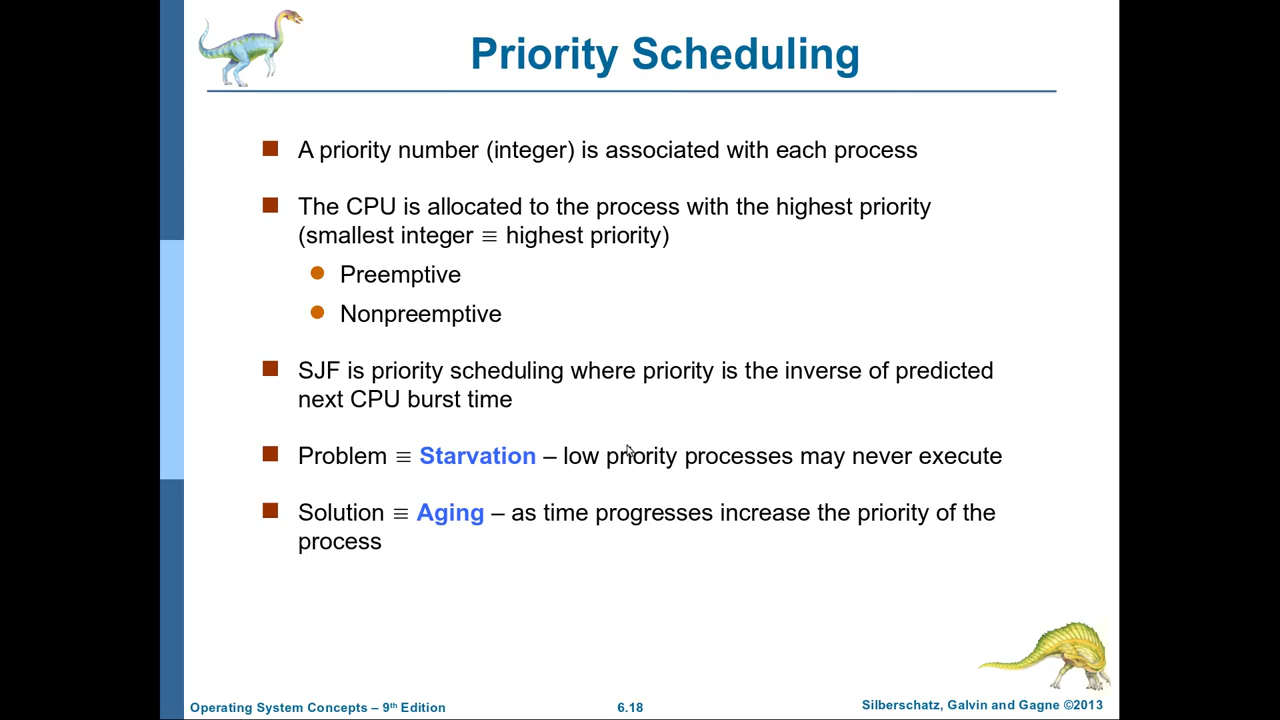 Priority Scheduling
A priority number (integer) is associated with each process
The CPU is allocated to the process with the highest priority
(smallest integer ≡ highest priority)
Preemptive
Nonpreemptive
SJF is priority scheduling where priority is the inverse of predicted
next CPU burst time
Problem ≡ Starvation – low priority processes may never execute
Solution ≡ Aging – as time progresses increase the priority of the
process
Operating System Concepts – 9th Edition
6.18
Silberschatz, Galvin and Gagne ©2013